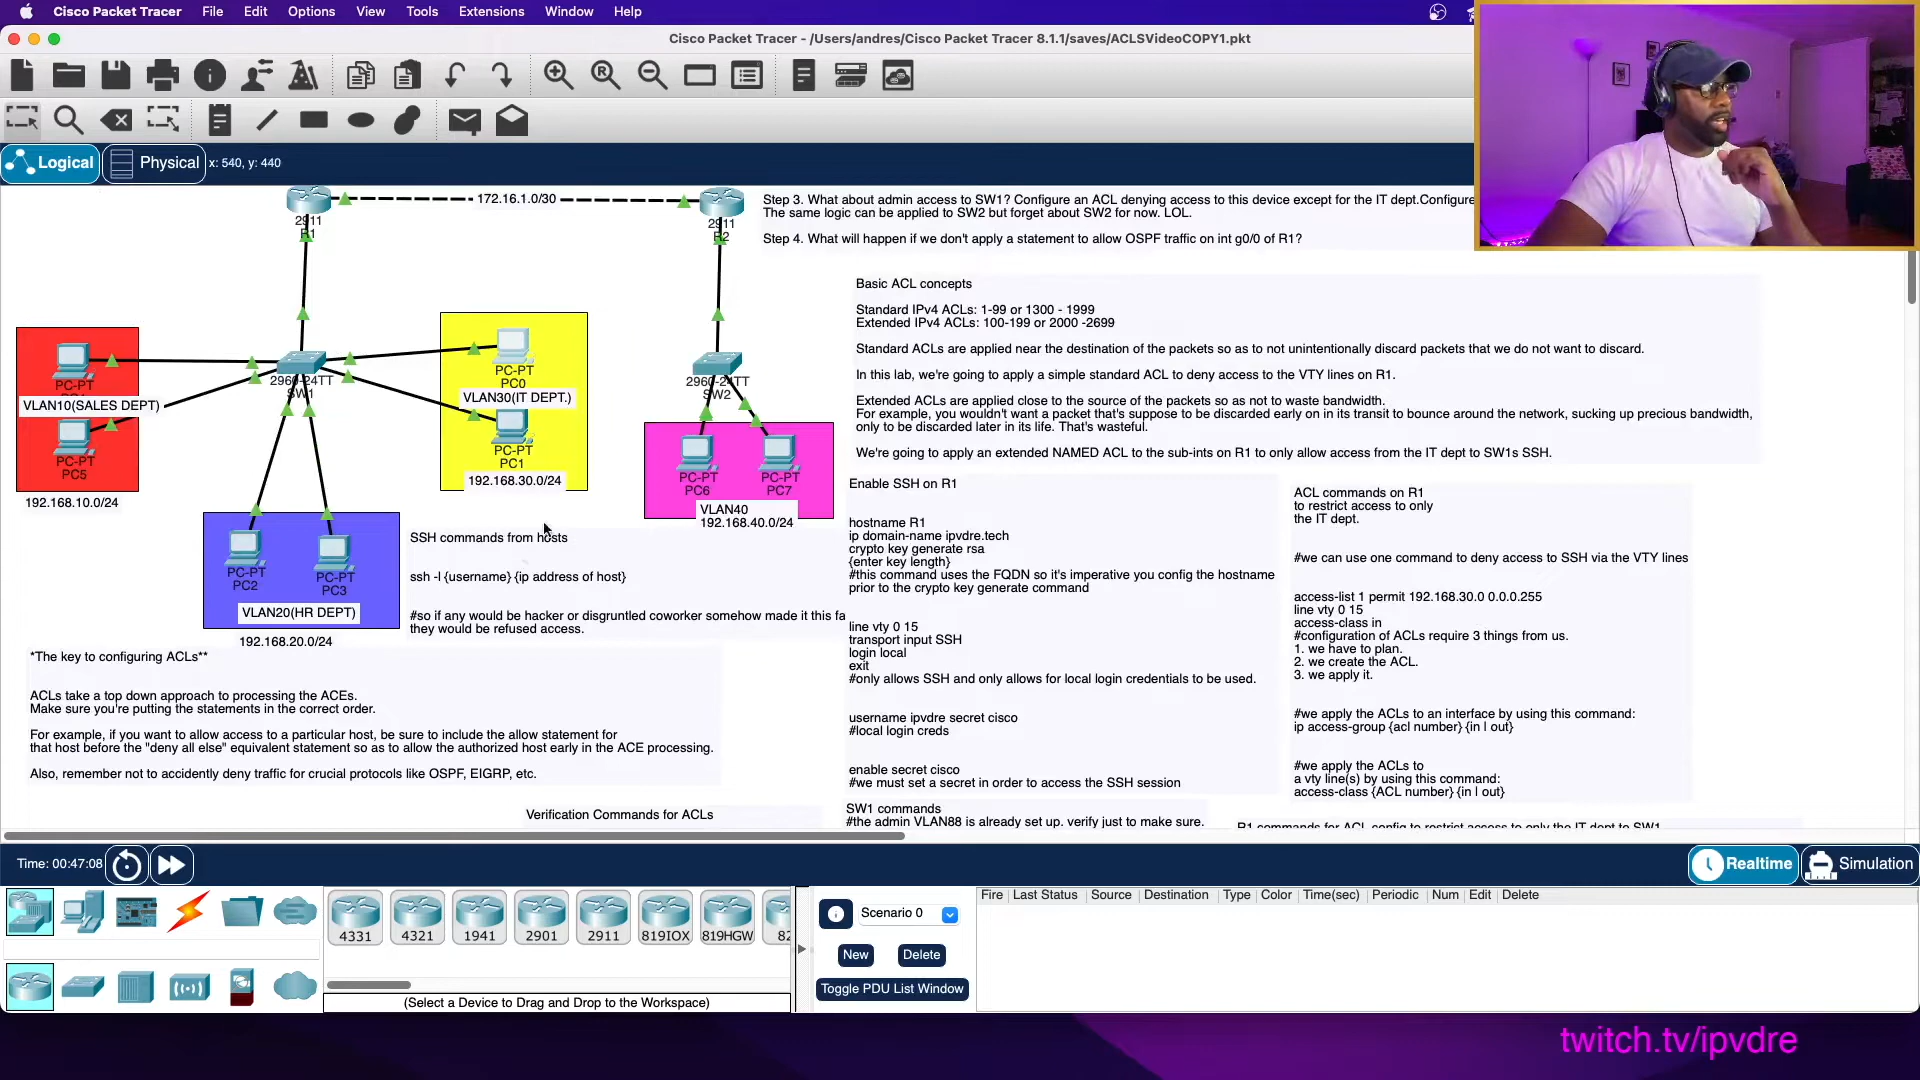 Cisco Packet Tracer File Edit Options View Tools Extensions Window Help
Cisco Packet Tracer - /Users/andres/Cisco Packet Tracer 8.1.1/saves/ACLSVideoCOPY1.pkt
Logical Physical x: 540, y: 440
172.16.1.0/30
2911
R1
2911
R2
Step 3. What about admin access to SW1? Configure an ACL denying access to this device except for the IT dept.Configure
The same logic can be applied to SW2 but forget about SW2 for now. LOL.
Step 4. What will happen if we don't apply a statement to allow OSPF traffic on int g0/0 of R1?
Basic ACL concepts
Standard IPv4 ACLs: 1-99 or 1300 - 1999
Extended IPv4 ACLs: 100-199 or 2000 -2699
Standard ACLs are applied near the destination of the packets so as to not unintentionally discard packets that we do not want to discard.
In this lab, we're going to apply a simple standard ACL to deny access to the VTY lines on R1.
Extended ACLs are applied close to the source of the packets so as not to waste bandwidth.
For example, you wouldn't want a packet that's suppose to be discarded early on in its transit to bounce around the network, sucking up precious bandwidth,
only to be discarded later in its life. That's wasteful.
We're going to apply an extended NAMED ACL to the sub-ints on R1 to only allow access from the IT dept to SW1s SSH.
PC-PT
VLAN10(SALES DEPT)
PC-PT
PC5
192.168.10.0/24
2960-24TT
SW1
PC-PT
PC0
VLAN30(IT DEPT.)
PC-PT
PC1
192.168.30.0/24
2960-24TT
SW2
PC-PT
PC6
PC-PT
PC7
VLAN40
192.168.40.0/24
PC-PT
PC2
PC-PT
PC3
VLAN20(HR DEPT)
192.168.20.0/24
SSH commands from hosts
ssh -l {username} {ip address of host}
#so if any would be hacker or disgruntled coworker somehow made it this fa
they would be refused access.
*The key to configuring ACLs**
ACLs take a top down approach to processing the ACEs.
Make sure you're putting the statements in the correct order.
For example, if you want to allow access to a particular host, be sure to include the allow statement for
that host before the "deny all else" equivalent statement so as to allow the authorized host early in the ACE processing.
Also, remember not to accidently deny traffic for crucial protocols like OSPF, EIGRP, etc.
Verification Commands for ACLs
Enable SSH on R1
hostname R1
ip domain-name ipvdre.tech
crypto key generate rsa
{enter key length}
#this command uses the FQDN so it's imperative you config the hostname
prior to the crypto key generate command
line vty 0 15
transport input SSH
login local
exit
#only allows SSH and only allows for local login credentials to be used.
username ipvdre secret cisco
#local login creds
enable secret cisco
#we must set a secret in order to access the SSH session
SW1 commands
#the admin VLAN88 is already set up. verify just to make sure.
ACL commands on R1
to restrict access to only
the IT dept.
#we can use one command to deny access to SSH via the VTY lines
access-list 1 permit 192.168.30.0 0.0.0.255
line vty 0 15
access-class in
#configuration of ACLs require 3 things from us.
1. we have to plan.
2. we create the ACL.
3. we apply it.
#we apply the ACLs to an interface by using this command:
ip access-group {acl number} {in | out}
#we apply the ACLs to
a vty line(s) by using this command:
access-class {ACL number} {in | out}
R1 commands for ACL config to restrict access to only the IT dept to SW1
Time: 00:47:08
Realtime Simulation
4331 4321 1941 2901 2911 819IOX 819HGW 82
(Select a Device to Drag and Drop to the Workspace)
Scenario 0
New Delete
Toggle PDU List Window
Fire Last Status Source Destination Type Color Time(sec) Periodic Num Edit Delete
twitch.tv/ipvdre